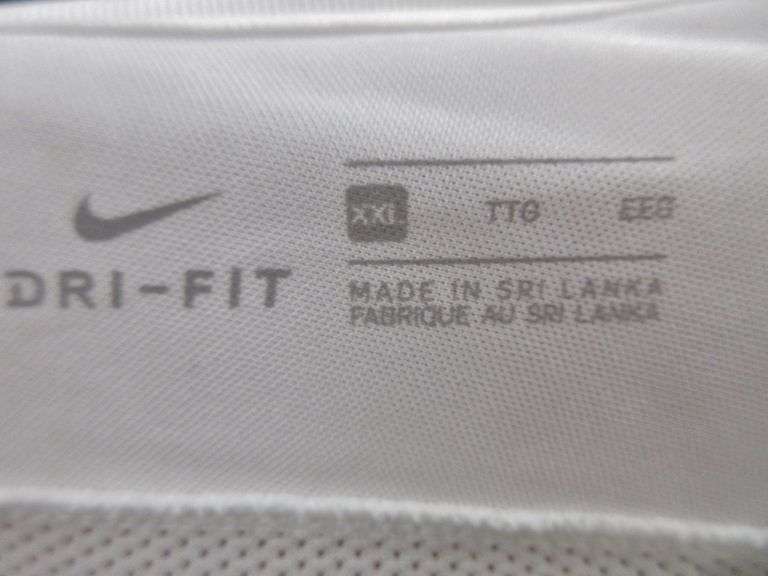 XXL TTG EEG
DRI-FIT
MADE IN SRI LANKA
FABRIQUE AU SRI LANKA